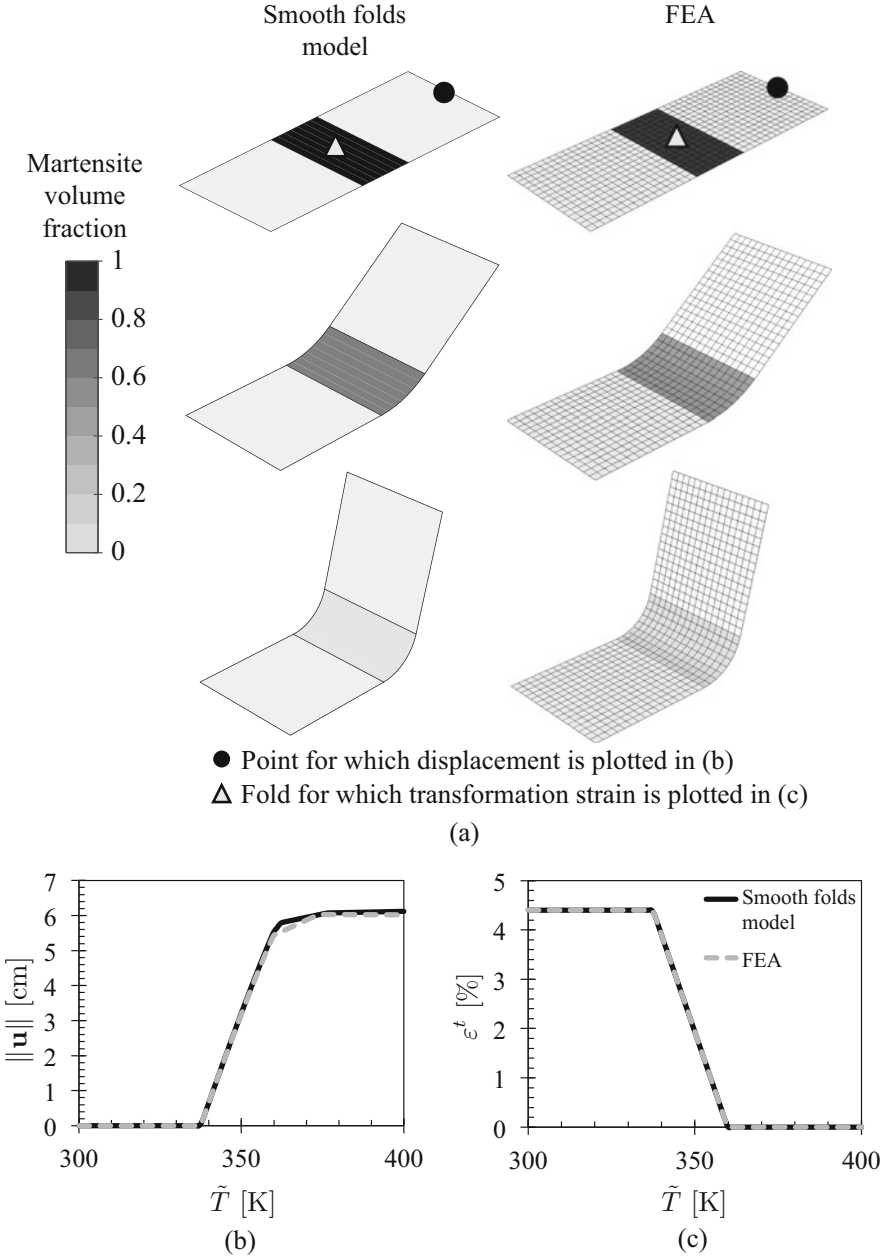 Smooth folds
model
FEA
Martensite
volume
fraction
1
0.8
0.6
0.4
0.2
0
Point for which displacement is plotted in (b)
Fold for which transformation strain is plotted in (c)
(a)
7
6
5
4
3
2
1
0
‖u‖ [cm]
300
350
400
T̃ [K]
(b)
5
4
3
2
1
0
εᵗ [%]
Smooth folds
model
FEA
300
350
400
T̃ [K]
(c)